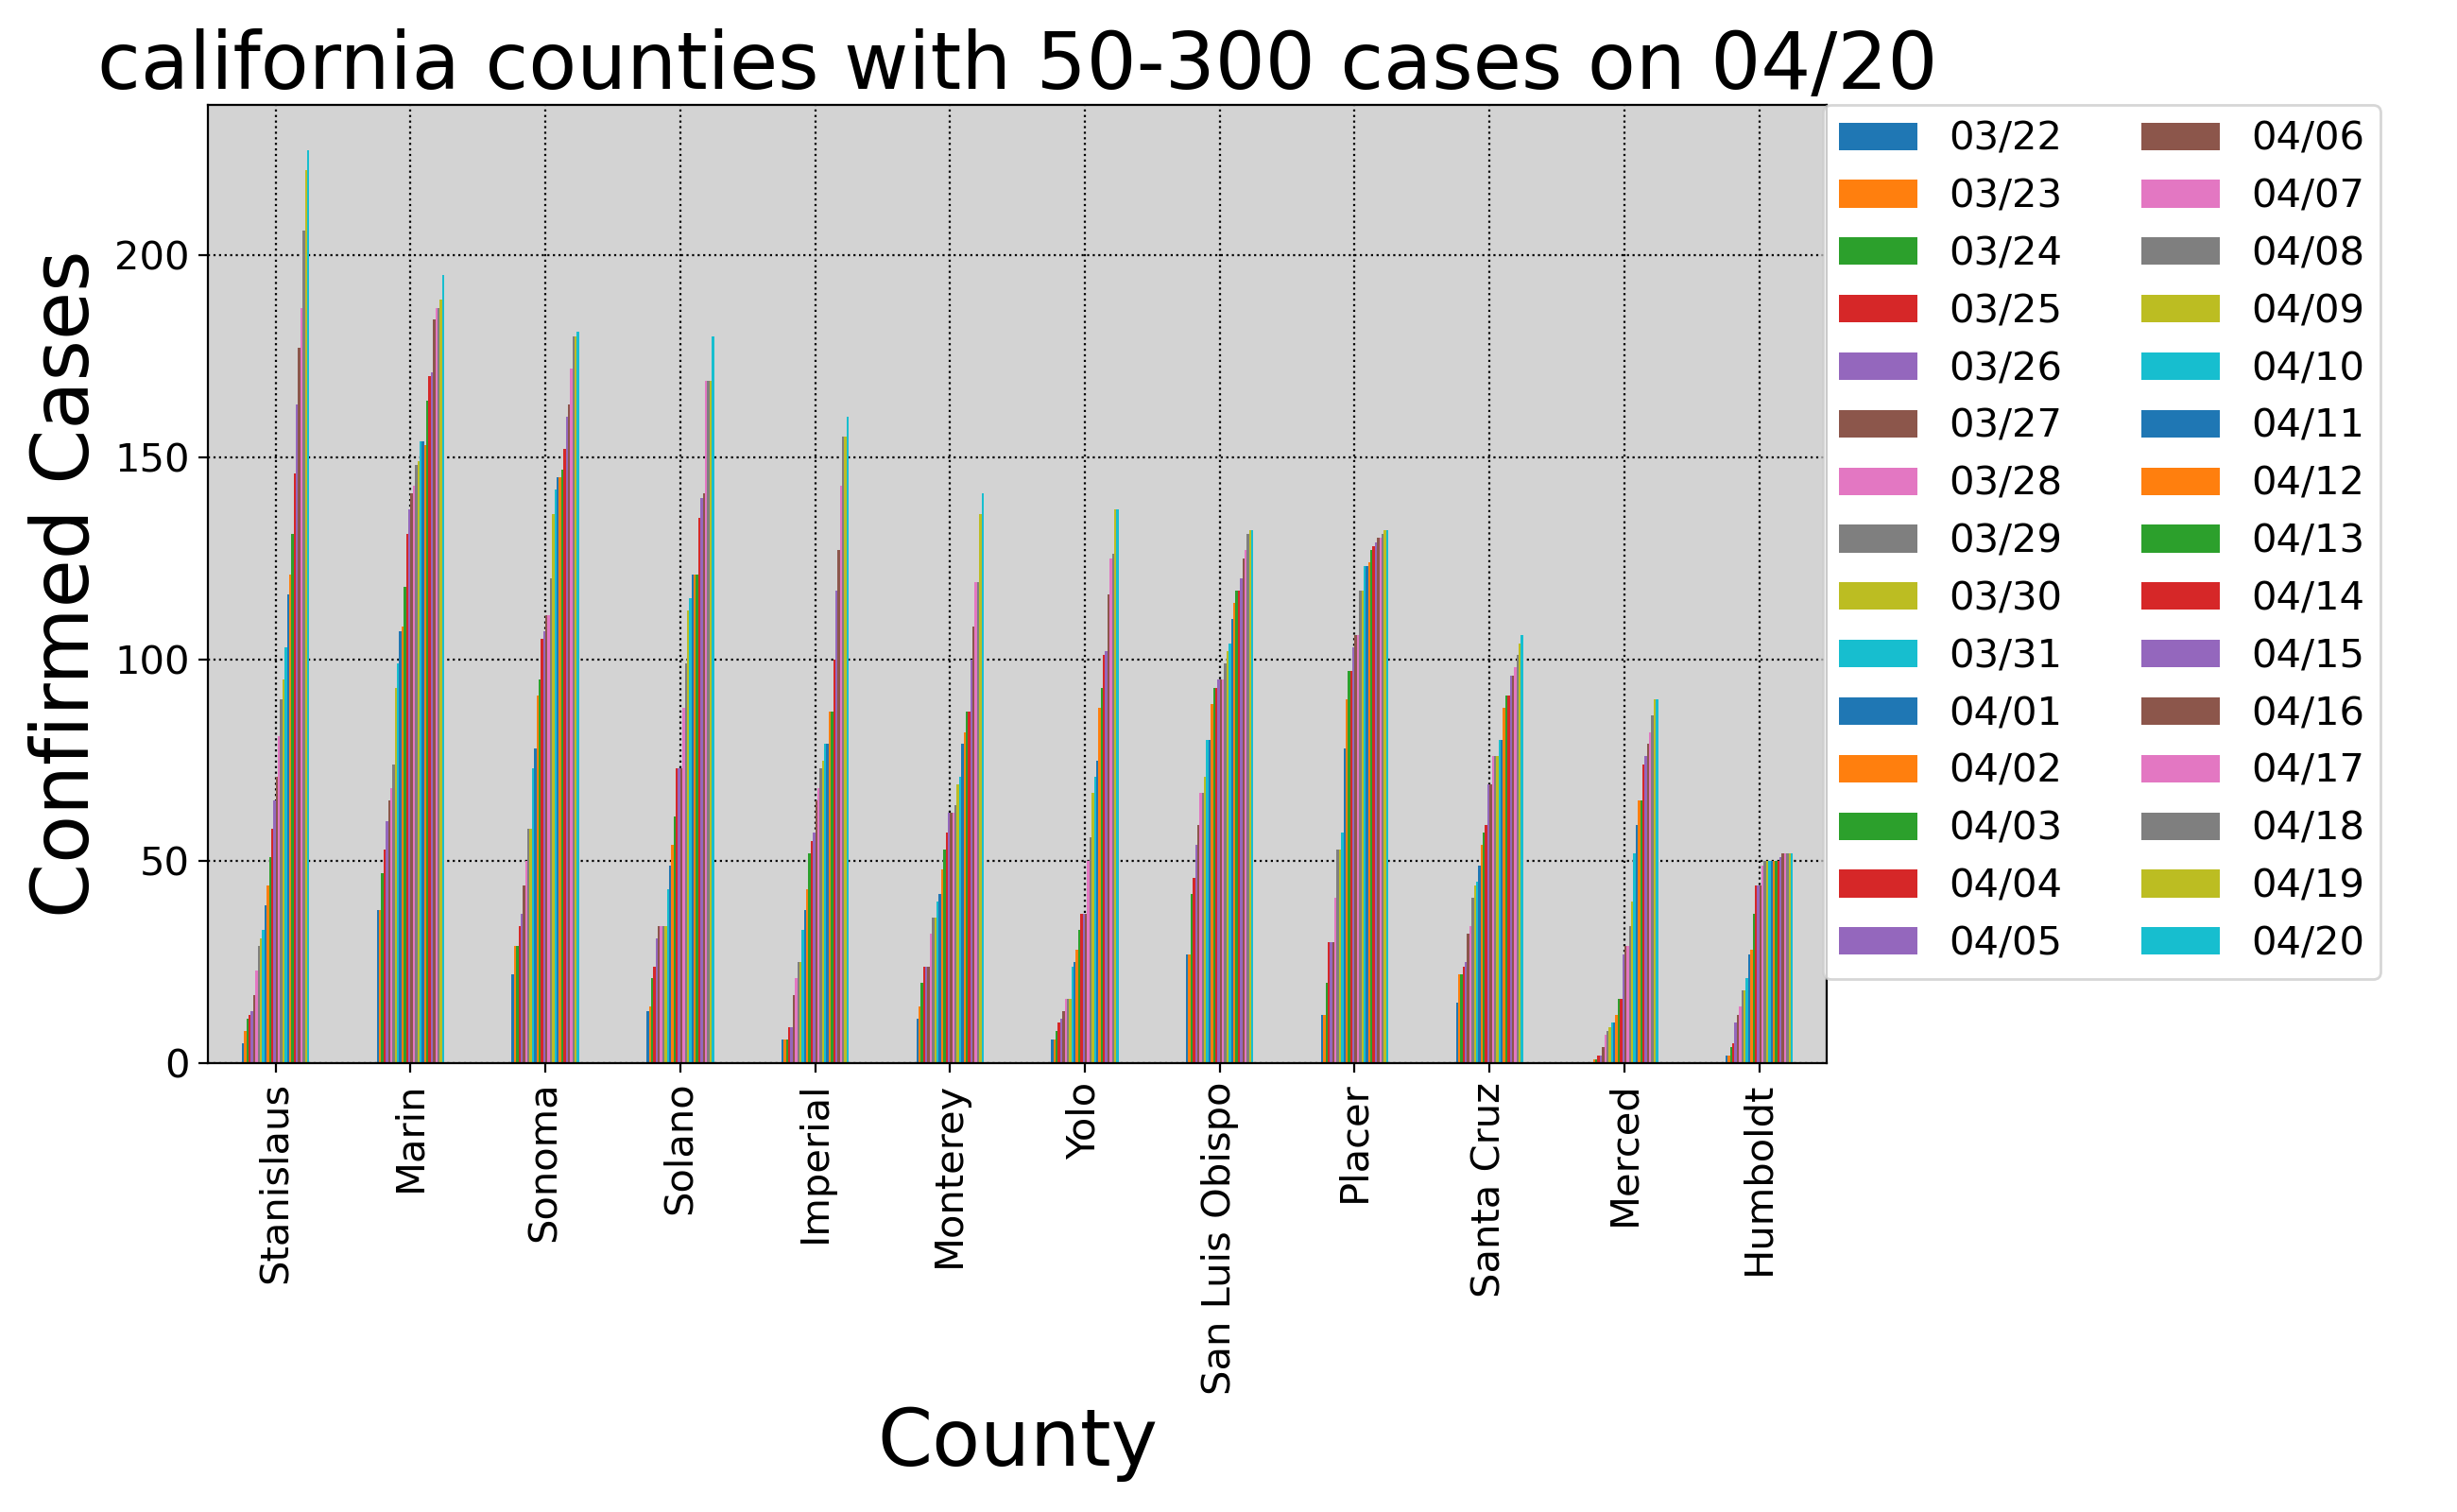 california counties with 50-300 cases on 04/20
Confirmed Cases
200
150
100
50
0
Stanislaus
Marin
Sonoma
Solano
Imperial
Monterey
Yolo
San Luis Obispo
Placer
Santa Cruz
Merced
Humboldt
County
03/22
03/23
03/24
03/25
03/26
03/27
03/28
03/29
03/30
03/31
04/01
04/02
04/03
04/04
04/05
04/06
04/07
04/08
04/09
04/10
04/11
04/12
04/13
04/14
04/15
04/16
04/17
04/18
04/19
04/20